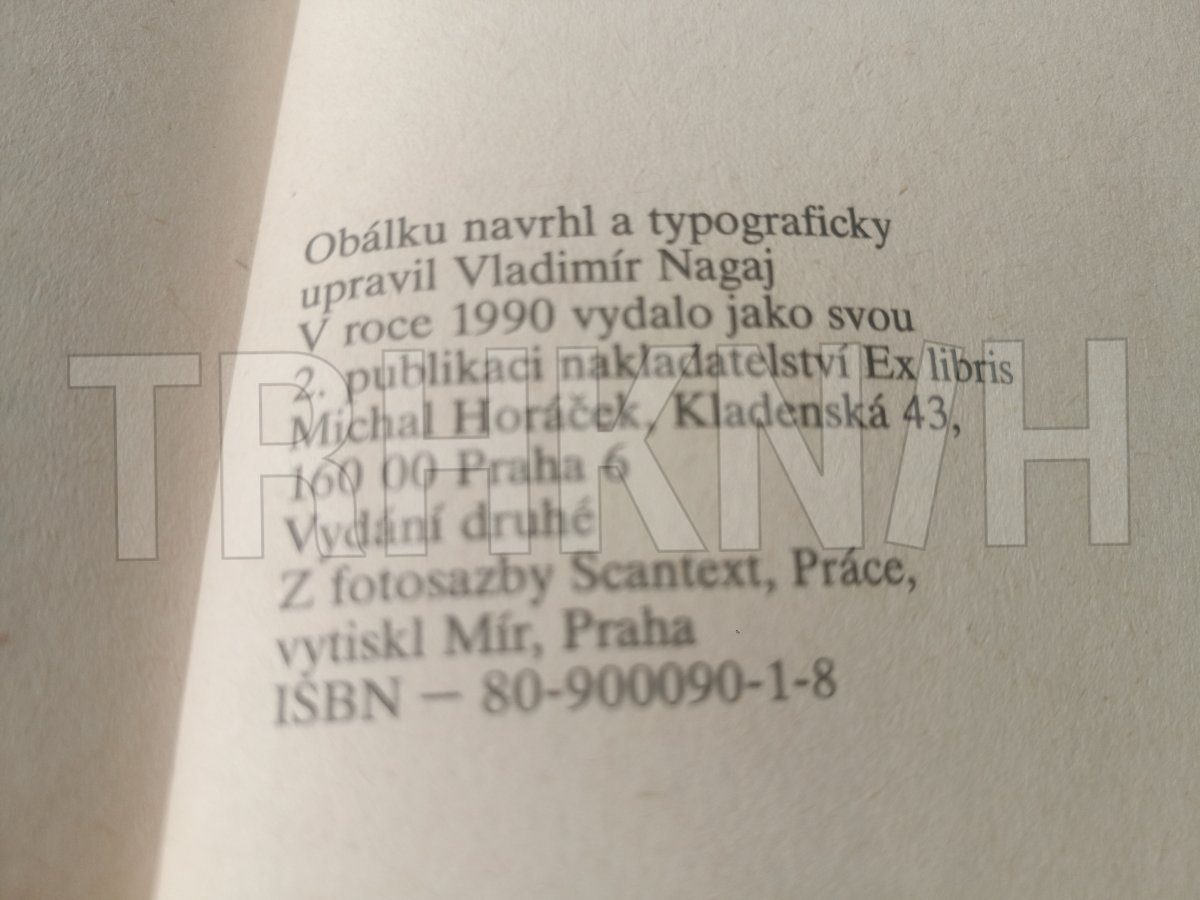 Obálku navrhl a typograficky
upravil Vladimír Nagaj
V roce 1990 vydalo jako svou
2. publikaci nakladatelství Ex libris
Michal Horáček, Kladenská 43,
160 00 Praha 6
Vydání druhé
Z fotosazby Scantext, Práce,
vytiskl Mír, Praha
ISBN — 80-900090-1-8
TRHKN/H